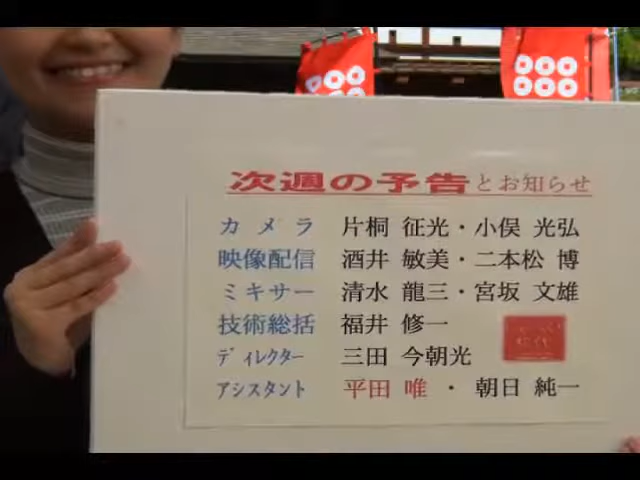 次週の予告とお知らせ
カメラ 片桐 征光・小俣 光弘
映像配信 酒井 敏美・二本松 博
ミキサー 清水 龍三・宮坂 文雄
技術総括 福井 修一
ディレクター 三田 今朝光
アシスタント 平田 唯・朝日 純一